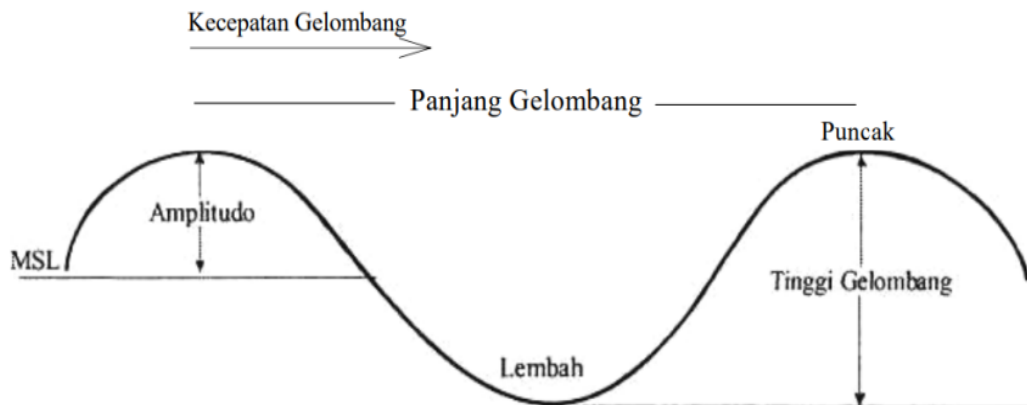 Kecepatan Gelombang
Panjang Gelombang
Puncak
Amplitudo
MSL
Tinggi Gelombang
Lembah